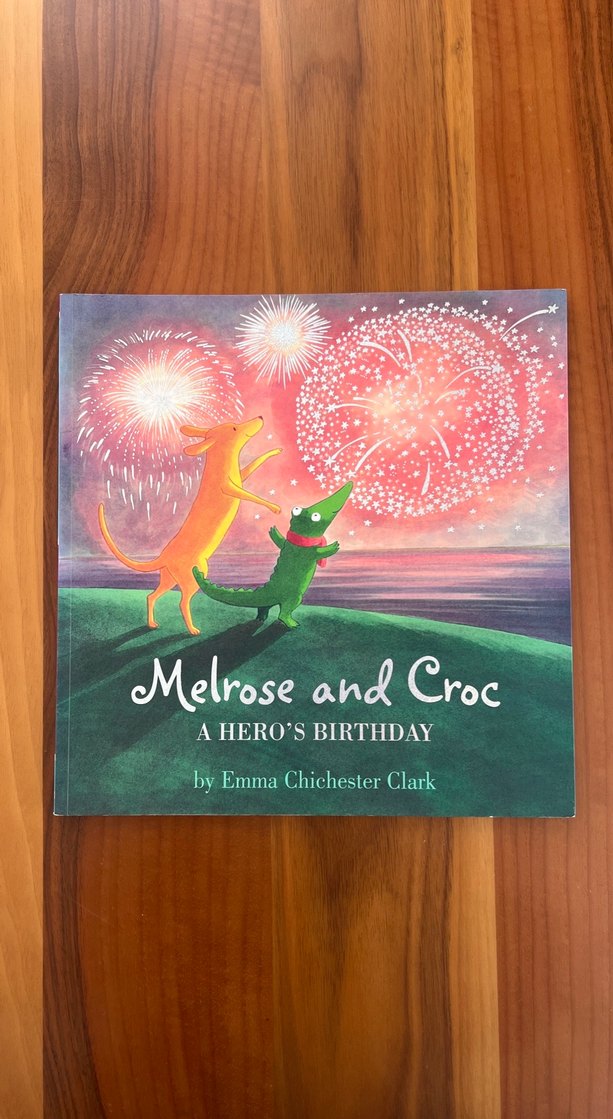 Melrose and Croc
A HERO'S BIRTHDAY
by Emma Chichester Clark